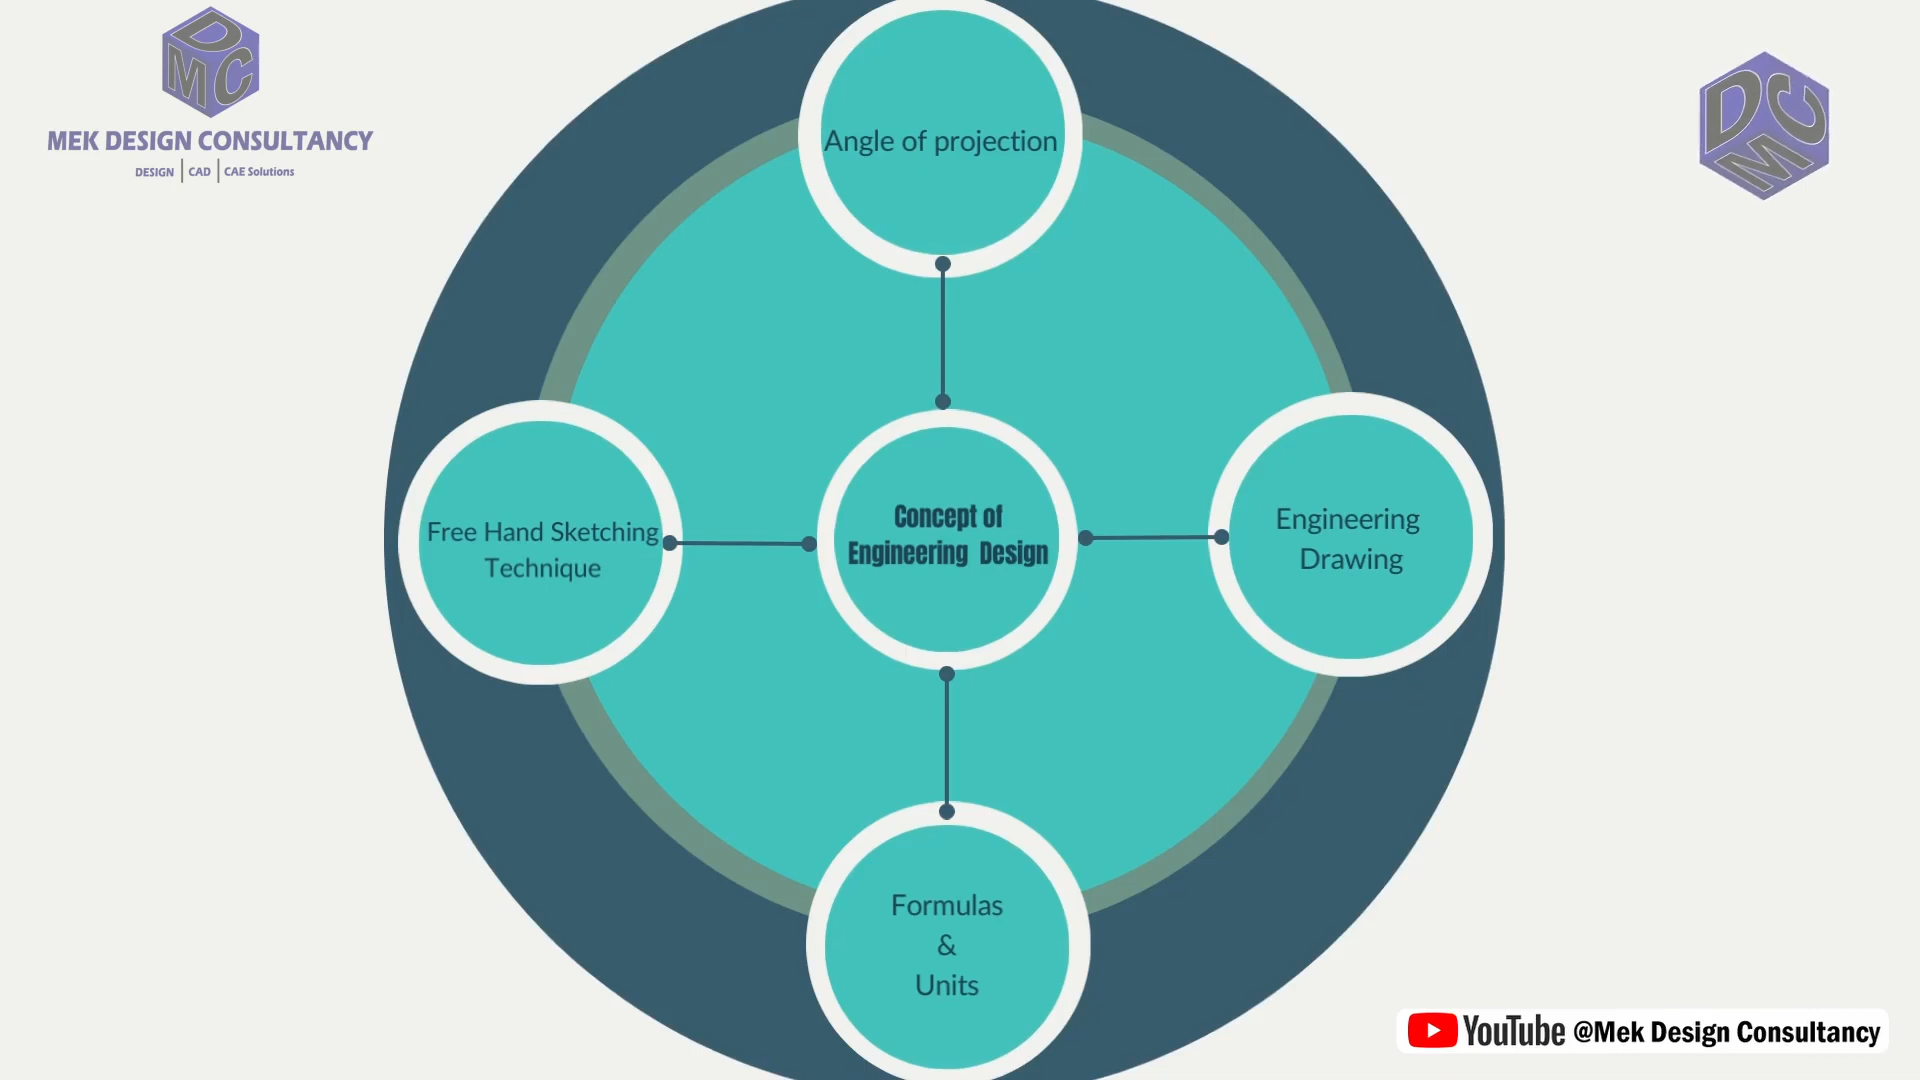 D
M C
MEK DESIGN CONSULTANCY
DESIGN | CAD | CAE Solutions
D C
M
Angle of projection
Free Hand Sketching
Technique
Concept of
Engineering Design
Engineering
Drawing
Formulas
&
Units
YouTube @Mek Design Consultancy